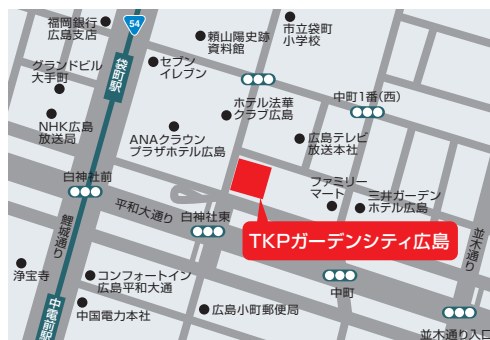 福岡銀行
広島支店
54
頼山陽史跡
資料館
市立袋町
小学校
グランドビル
大手町
袋町駅
セブン
イレブン
中町1番(西)
ホテル法華
クラブ広島
NHK広島
放送局
ANAクラウン
プラザホテル広島
広島テレビ
放送本社
白神社前
ファミリー
マート
三井ガーデン
ホテル広島
平和大通り
白神社東
TKPガーデンシティ広島
鯉城通り
並木通り
浄宝寺
コンフォートイン
広島平和大通
中町
中電前駅
中国電力本社
広島小町郵便局
並木通り入口